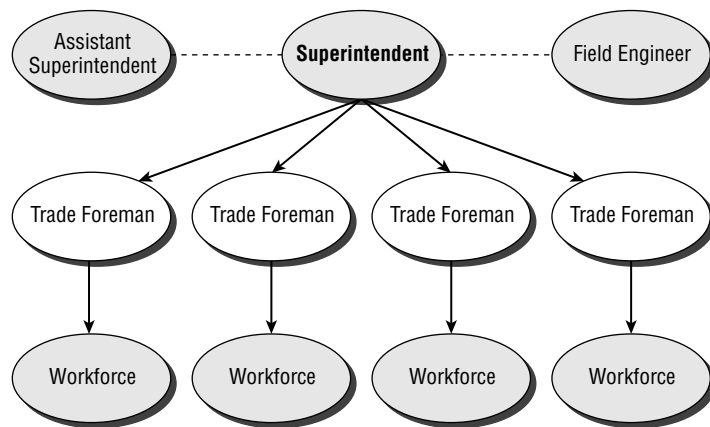 Assistant
Superintendent
Superintendent
Field Engineer
Trade Foreman
Trade Foreman
Trade Foreman
Trade Foreman
Workforce
Workforce
Workforce
Workforce